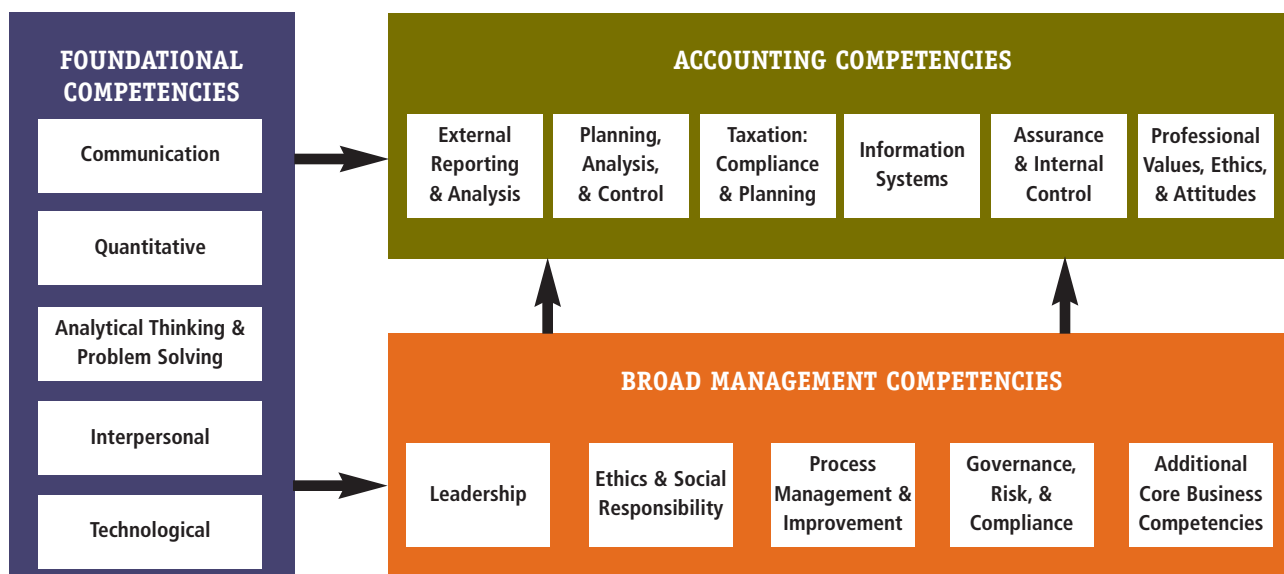 FOUNDATIONAL
COMPETENCIES
Communication
Quantitative
Analytical Thinking &
Problem Solving
Interpersonal
Technological
ACCOUNTING COMPETENCIES
External
Reporting
& Analysis
Planning,
Analysis,
& Control
Taxation:
Compliance
& Planning
Information
Systems
Assurance
& Internal
Control
Professional
Values, Ethics,
& Attitudes
BROAD MANAGEMENT COMPETENCIES
Leadership
Ethics & Social
Responsibility
Process
Management &
Improvement
Governance,
Risk, &
Compliance
Additional
Core Business
Competencies